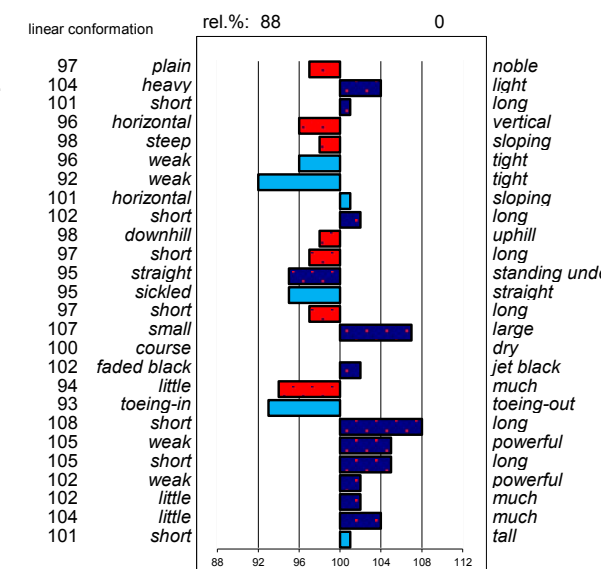 linear conformation rel.%: 88 0
97 plain noble
104 heavy light
101 short long
96 horizontal vertical
98 steep sloping
96 weak tight
92 weak tight
101 horizontal sloping
102 short long
98 downhill uphill
97 short long
95 straight standing unde
95 sickled straight
97 short long
107 small large
100 course dry
102 faded black jet black
94 little much
93 toeing-in toeing-out
108 short long
105 weak powerful
105 short long
102 weak powerful
102 little much
104 little much
101 short tall
88 92 96 100 104 108 112